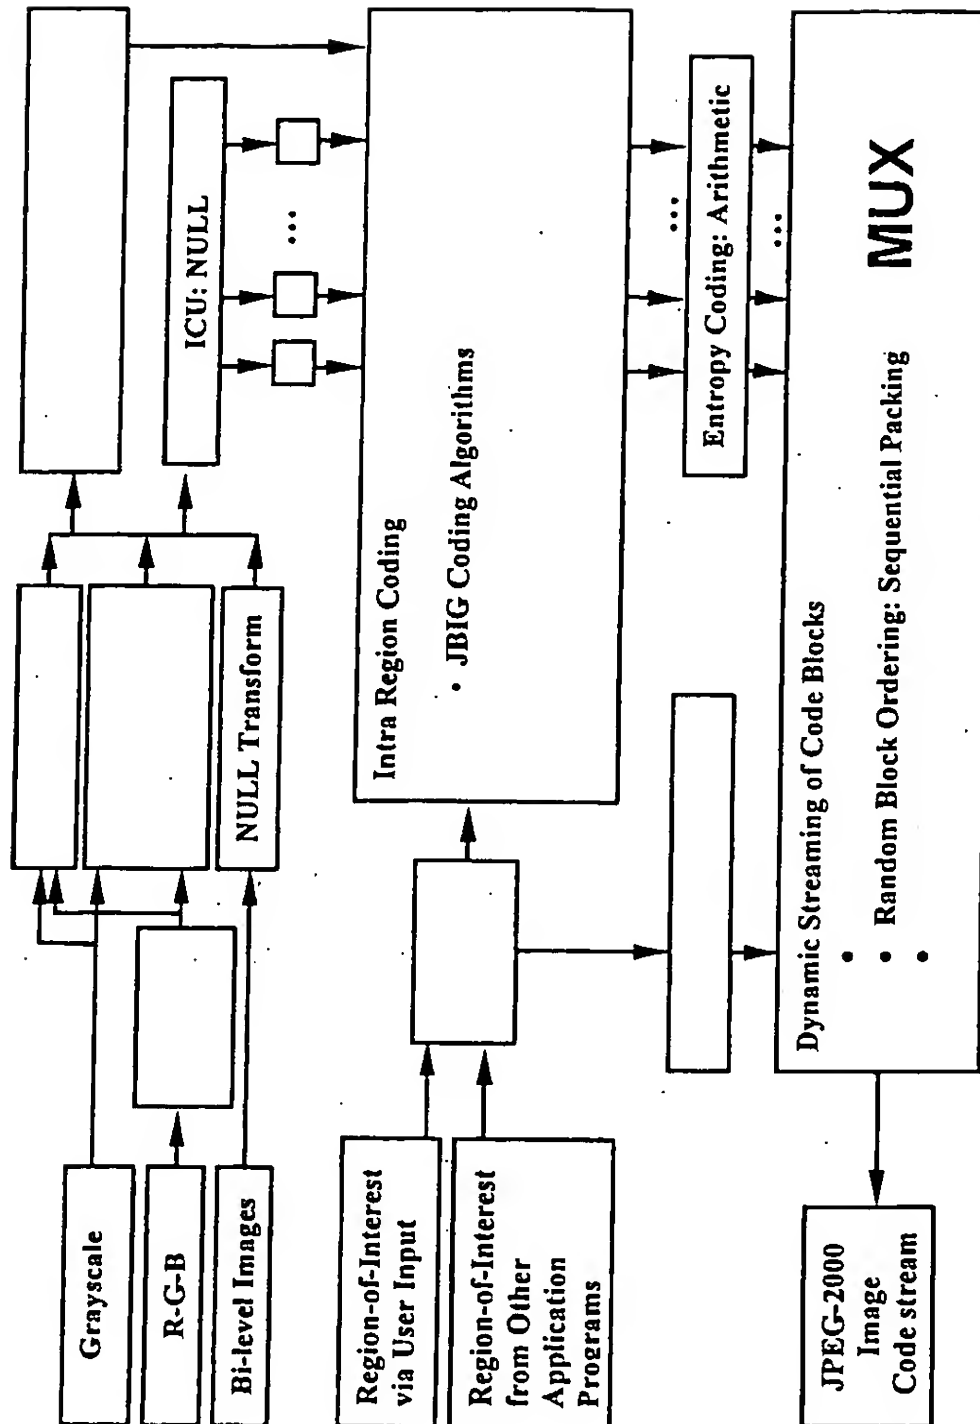 Grayscale
R-G-B
Bi-level Images
NULL Transform
ICU: NULL
...
Region-of-Interest
via User Input
Region-of-Interest
from Other
Application
Programs
Intra Region Coding
• JBIG Coding Algorithms
...
Entropy Coding: Arithmetic
...
Dynamic Streaming of Code Blocks
•
• Random Block Ordering: Sequential Packing
•
MUX
JPEG-2000
Image
Code stream